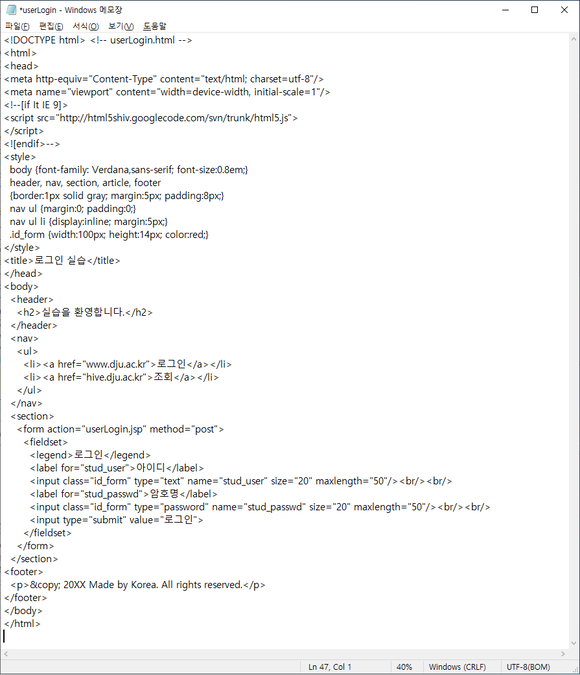 *userLogin - Windows 메모장
파일(F) 편집(E) 서식(O) 보기(V) 도움말
<!DOCTYPE html> <!-- userLogin.html -->
<html>
<head>
<meta http-equiv="Content-Type" content="text/html; charset=utf-8"/>
<meta name="viewport" content="width=device-width, initial-scale=1"/>
<!--[if lt IE 9]>
<script src="http://html5shiv.googlecode.com/svn/trunk/html5.js">
</script>
<![endif]-->
<style>
body {font-family: Verdana,sans-serif; font-size:0.8em;}
header, nav, section, article, footer
{border:1px solid gray; margin:5px; padding:8px;}
nav ul {margin:0; padding:0;}
nav ul li {display:inline; margin:5px;}
.id_form {width:100px; height:14px; color:red;}
</style>
<title>로그인 실습</title>
</head>
<body>
<header>
<h2>실습을 환영합니다.</h2>
</header>
<nav>
<ul>
<li><a href="www.dju.ac.kr">로그인</a></li>
<li><a href="hive.dju.ac.kr">조회</a></li>
</ul>
</nav>
<section>
<form action="userLogin.jsp" method="post">
<fieldset>
<legend>로그인</legend>
<label for="stud_user">아이디</label>
<input class="id_form" type="text" name="stud_user" size="20" maxlength="50"/><br/><br/>
<label for="stud_passwd">암호명</label>
<input class="id_form" type="password" name="stud_passwd" size="20" maxlength="50"/><br/><br/>
<input type="submit" value="로그인">
</fieldset>
</form>
</section>
<footer>
<p>&copy; 20XX Made by Korea. All rights reserved.</p>
</footer>
</body>
</html>
Ln 47, Col 1 40% Windows (CRLF) UTF-8(BOM)